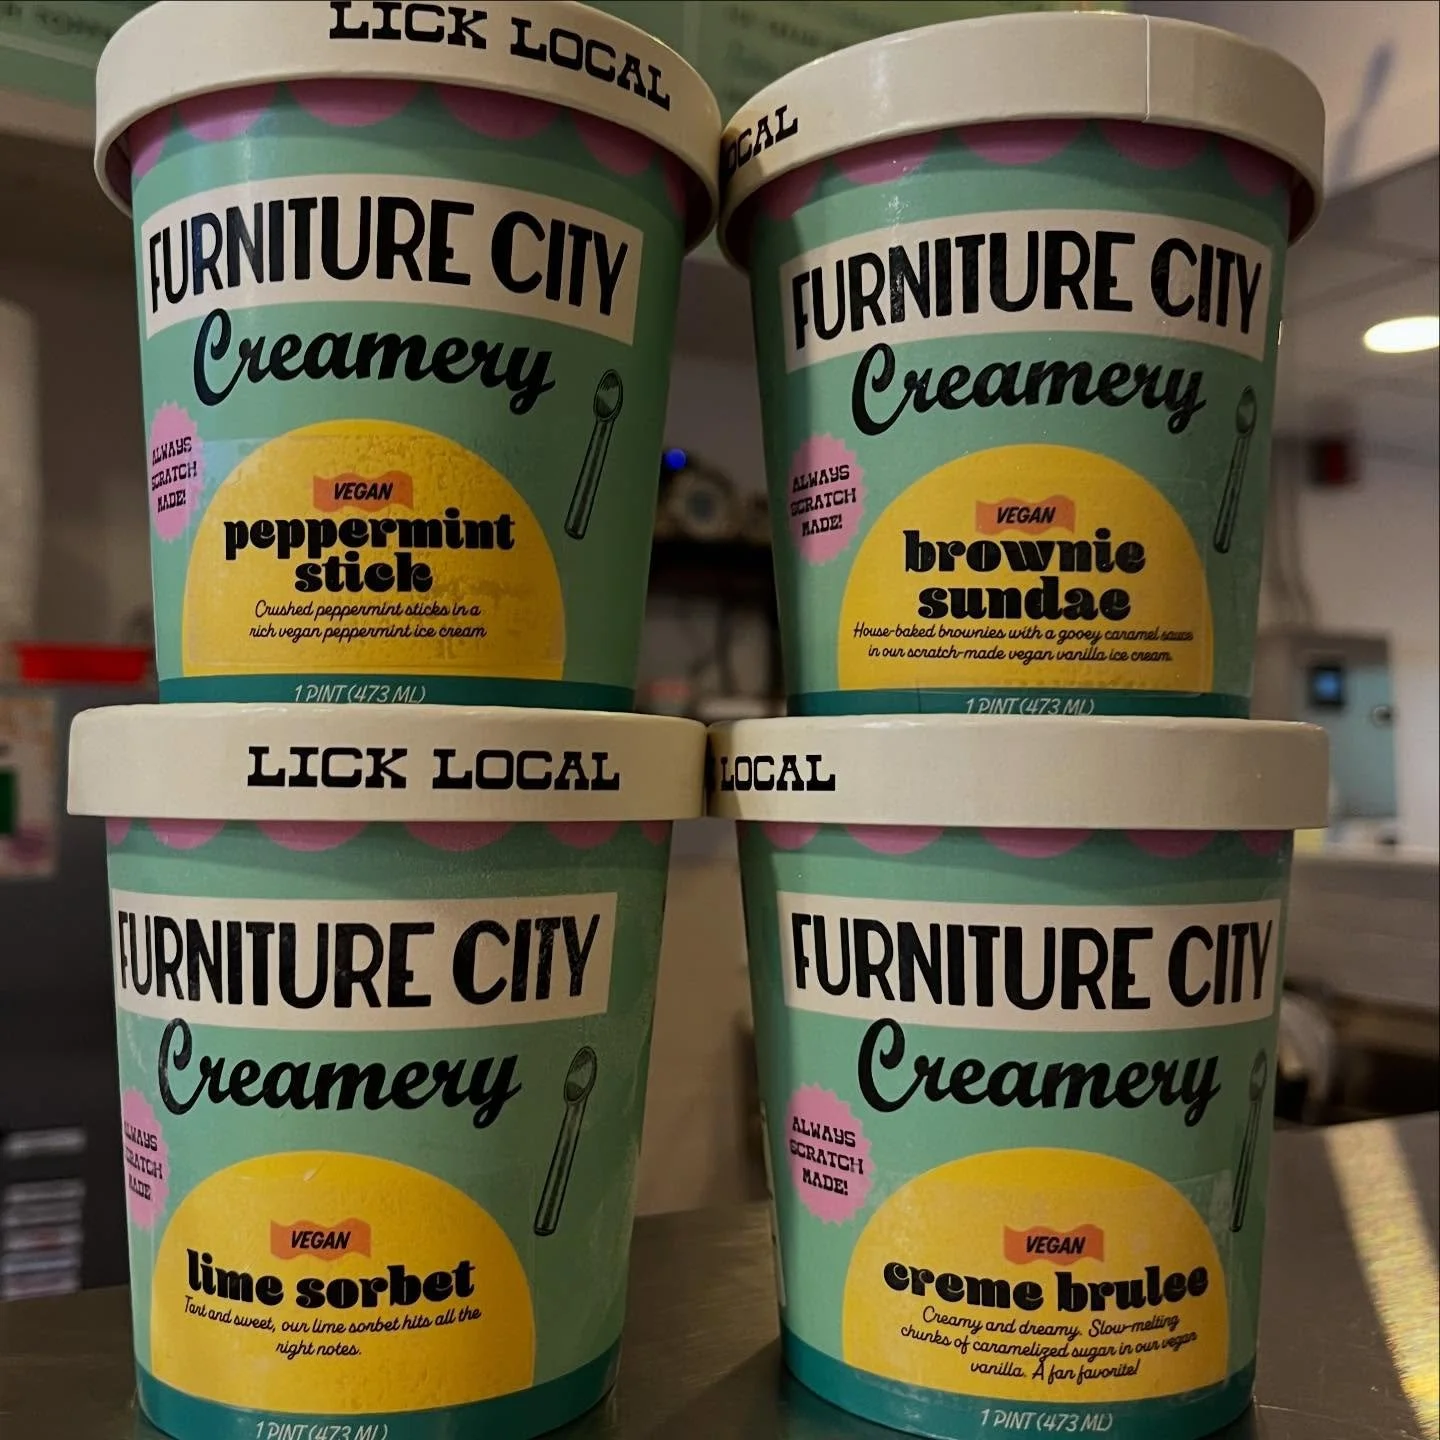 LICK LOCAL
FURNITURE CITY
Creamery
ALWAYS
SCRATCH
MADE!
VEGAN
peppermint
stick
Crushed peppermint sticks in a
rich vegan peppermint ice cream
1 PINT (473 ML)
LOCAL
FURNITURE CITY
Creamery
ALWAYS
SCRATCH
MADE!
VEGAN
brownie
sundae
House-baked brownies with a gooey caramel sauce
in our scratch-made vegan vanilla ice cream.
1 PINT (473 ML)
LICK LOCAL
FURNITURE CITY
Creamery
ALWAYS
SCRATCH
MADE
VEGAN
lime sorbet
Tart and sweet, our lime sorbet hits all the
right notes.
1 PINT (473 ML)
LOCAL
FURNITURE CITY
Creamery
ALWAYS
SCRATCH
MADE!
VEGAN
creme brulee
Creamy and dreamy. Slow-melting
chunks of caramelized sugar in our vegan
vanilla. A fan favorite!
1 PINT (473 ML)